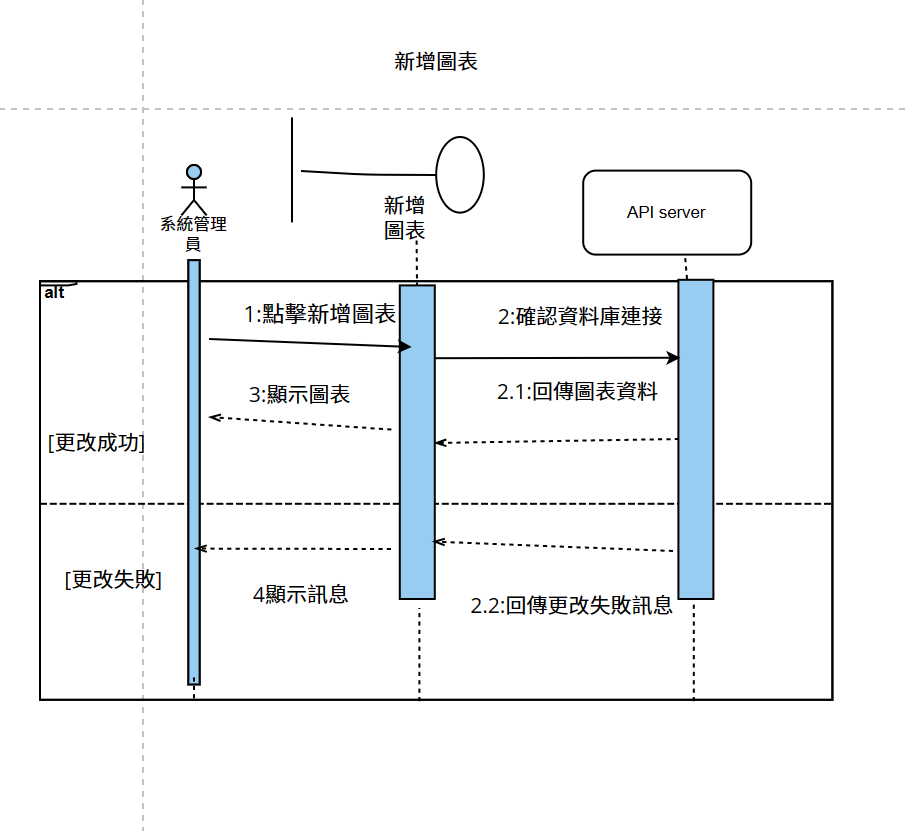 新增圖表
系統管理
員
新增
圖表
API server
alt
1:點擊新增圖表
2:確認資料庫連接
3:顯示圖表
2.1:回傳圖表資料
[更改成功]
[更改失敗]
4顯示訊息
2.2:回傳更改失敗訊息